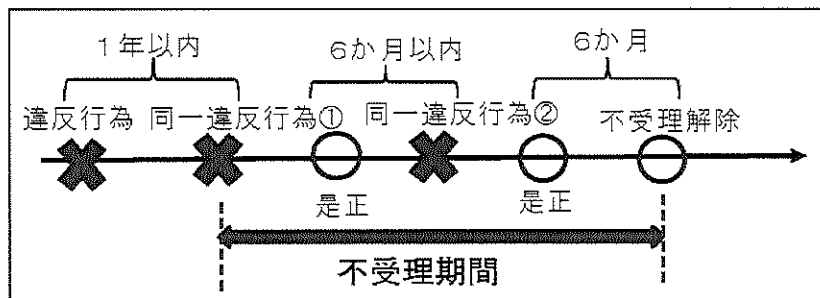 1年以内 6か月以内 6か月
違反行為 同一違反行為① 同一違反行為② 不受理解除
是正 是正
不受理期間